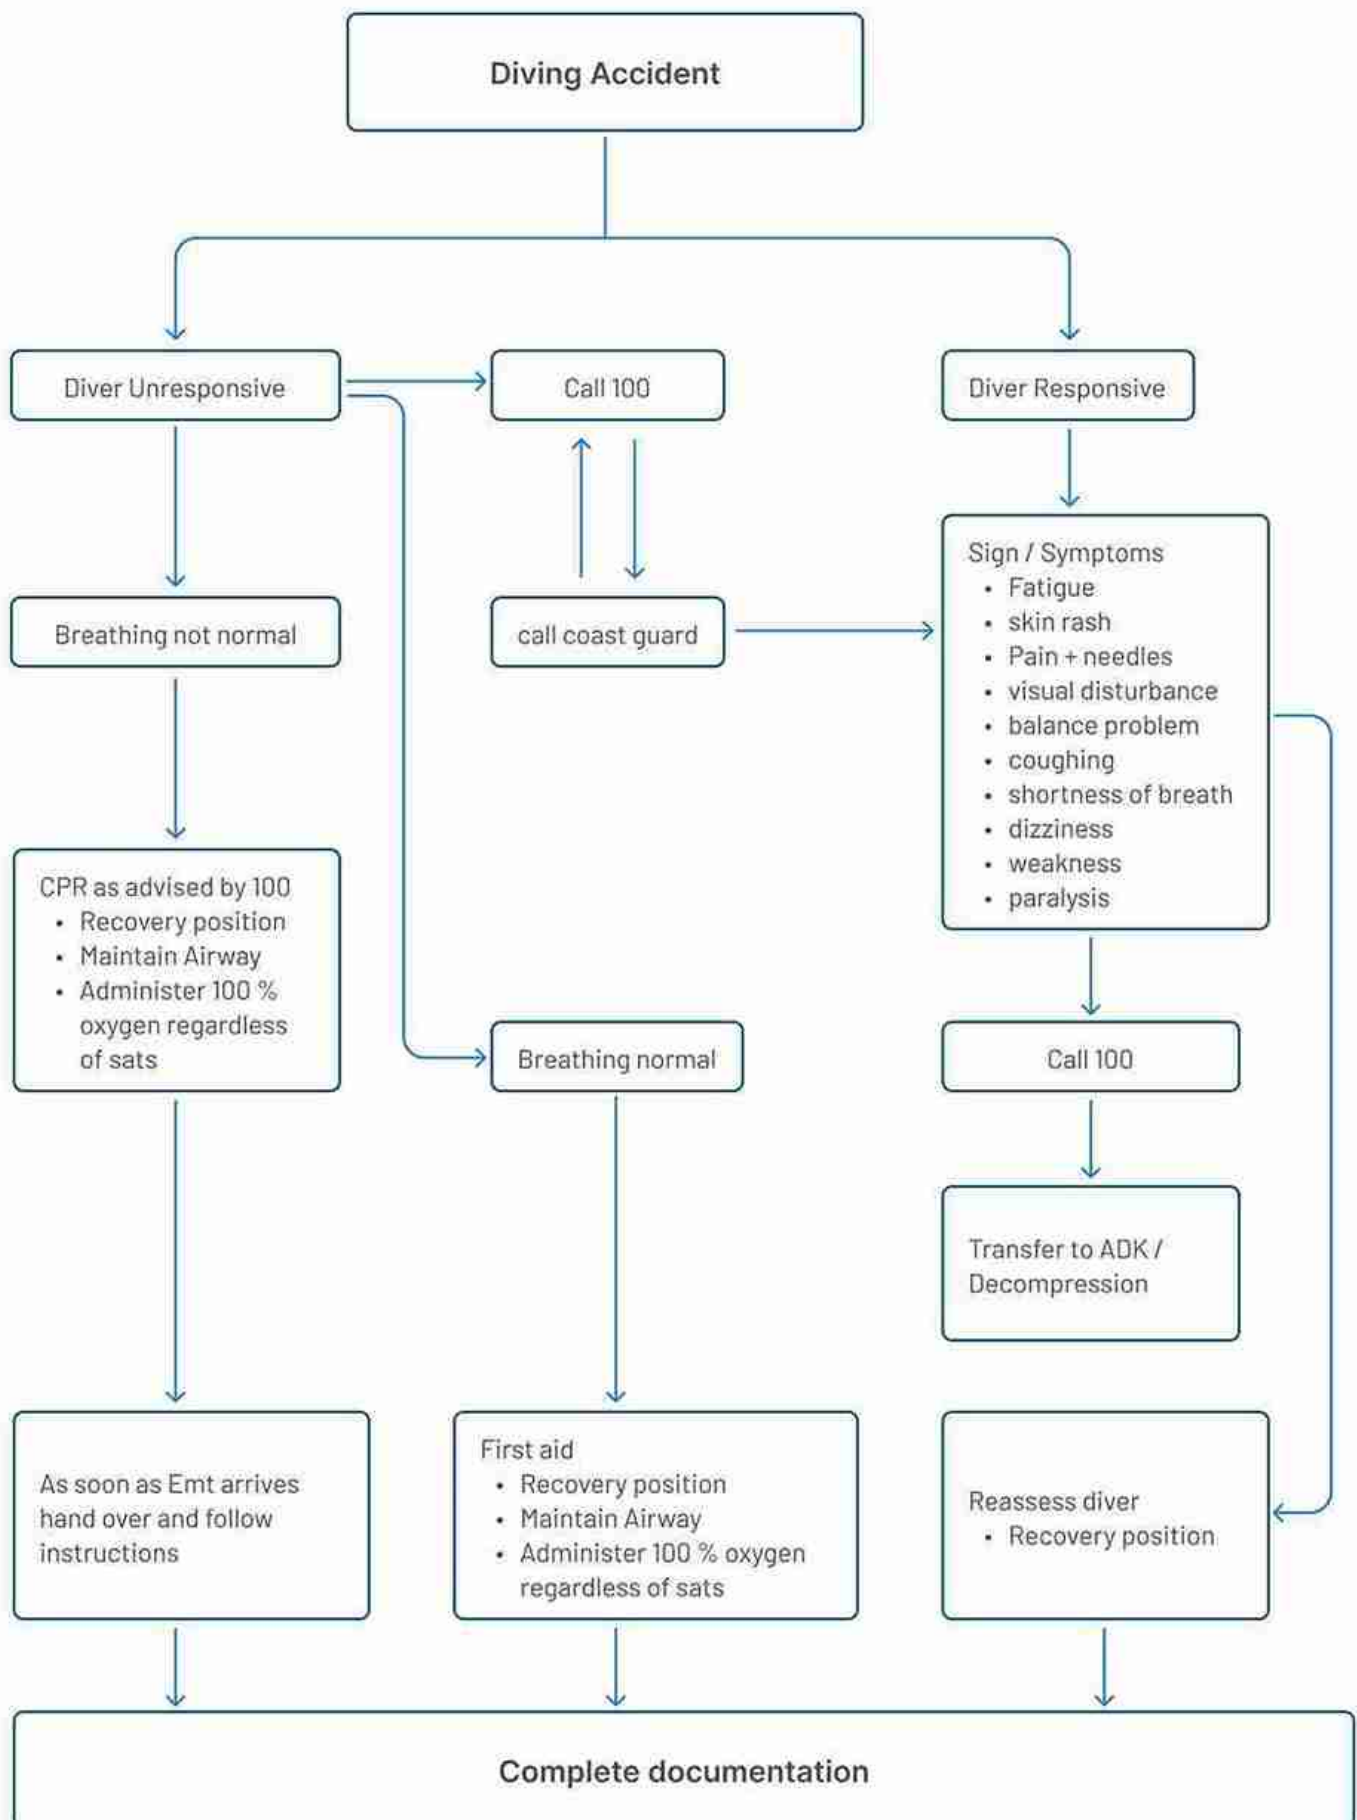 Diving Accident
Diver Unresponsive
Call 100
Diver Responsive
Breathing not normal
call coast guard
Sign / Symptoms
• Fatigue
• skin rash
• Pain + needles
• visual disturbance
• balance problem
• coughing
• shortness of breath
• dizziness
• weakness
• paralysis
CPR as advised by 100
• Recovery position
• Maintain Airway
• Administer 100 %
oxygen regardless
of sats
Breathing normal
Call 100
Transfer to ADK /
Decompression
As soon as Emt arrives
hand over and follow
instructions
First aid
• Recovery position
• Maintain Airway
• Administer 100 % oxygen
regardless of sats
Reassess diver
• Recovery position
Complete documentation